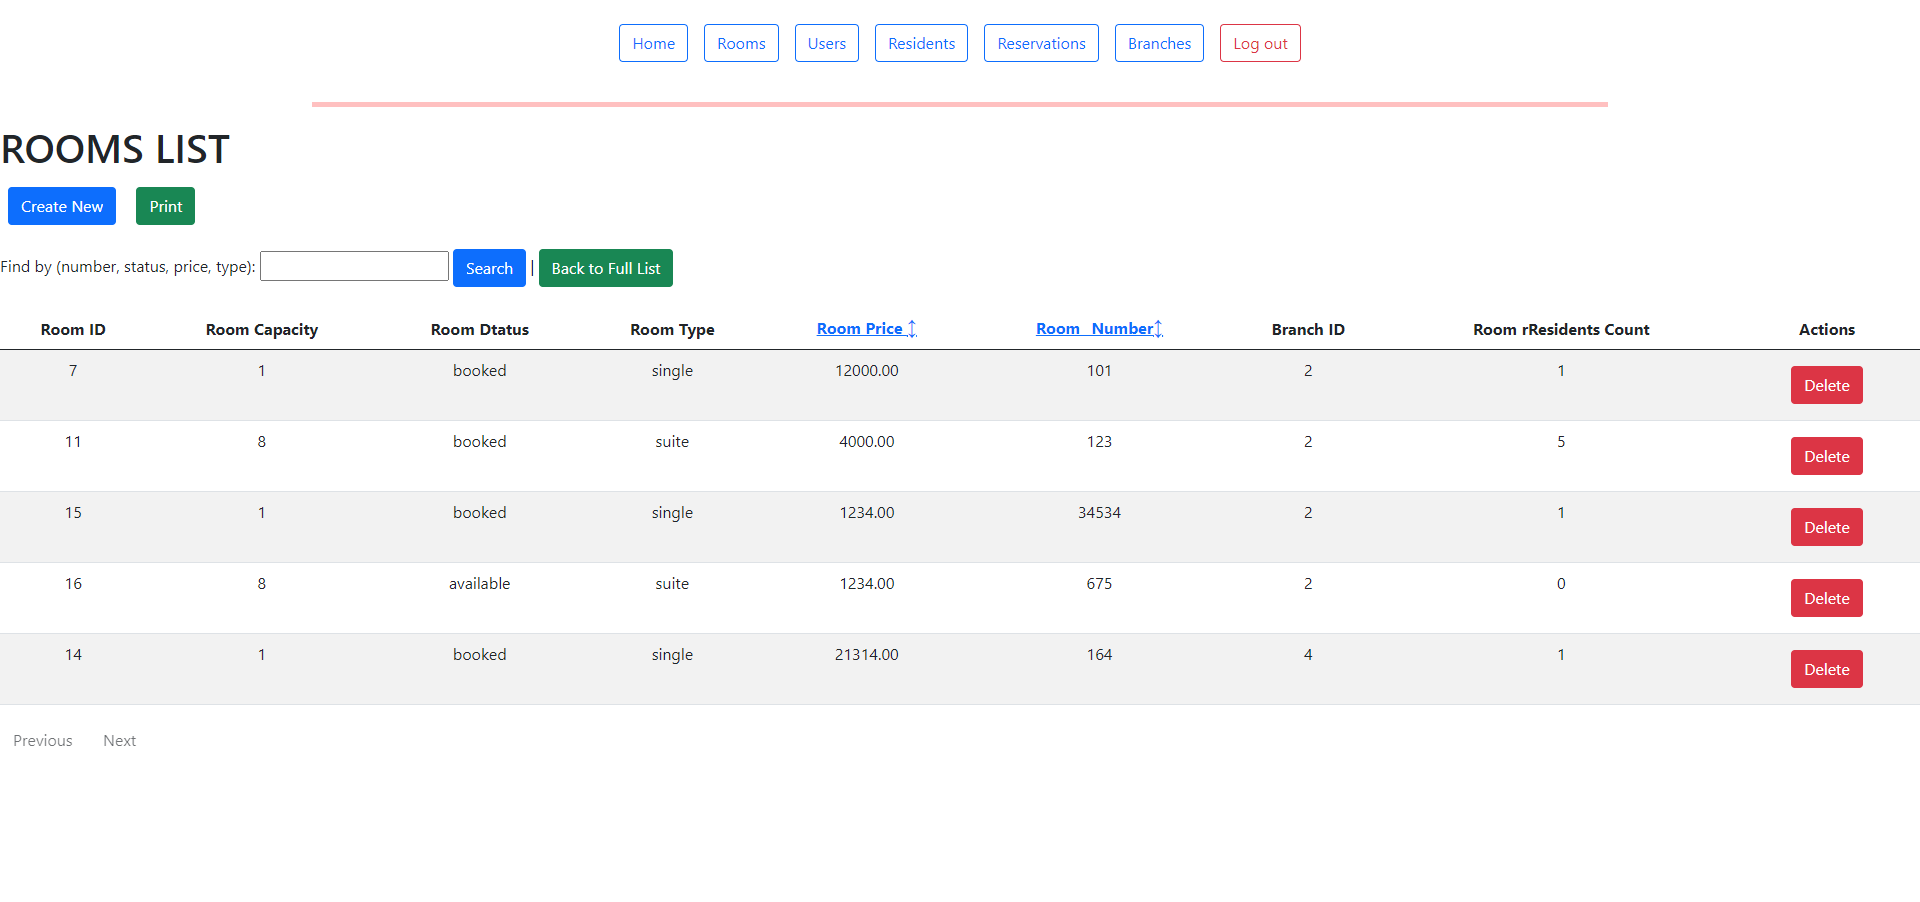 Home Rooms Users Residents Reservations Branches Log out
ROOMS LIST
Create New Print
Find by (number, status, price, type): Search | Back to Full List
Room ID Room Capacity Room Dtatus Room Type Room Price ↕ Room Number↕ Branch ID Room rResidents Count Actions
7 1 booked single 12000.00 101 2 1 Delete
11 8 booked suite 4000.00 123 2 5 Delete
15 1 booked single 1234.00 34534 2 1 Delete
16 8 available suite 1234.00 675 2 0 Delete
14 1 booked single 21314.00 164 4 1 Delete
Previous Next